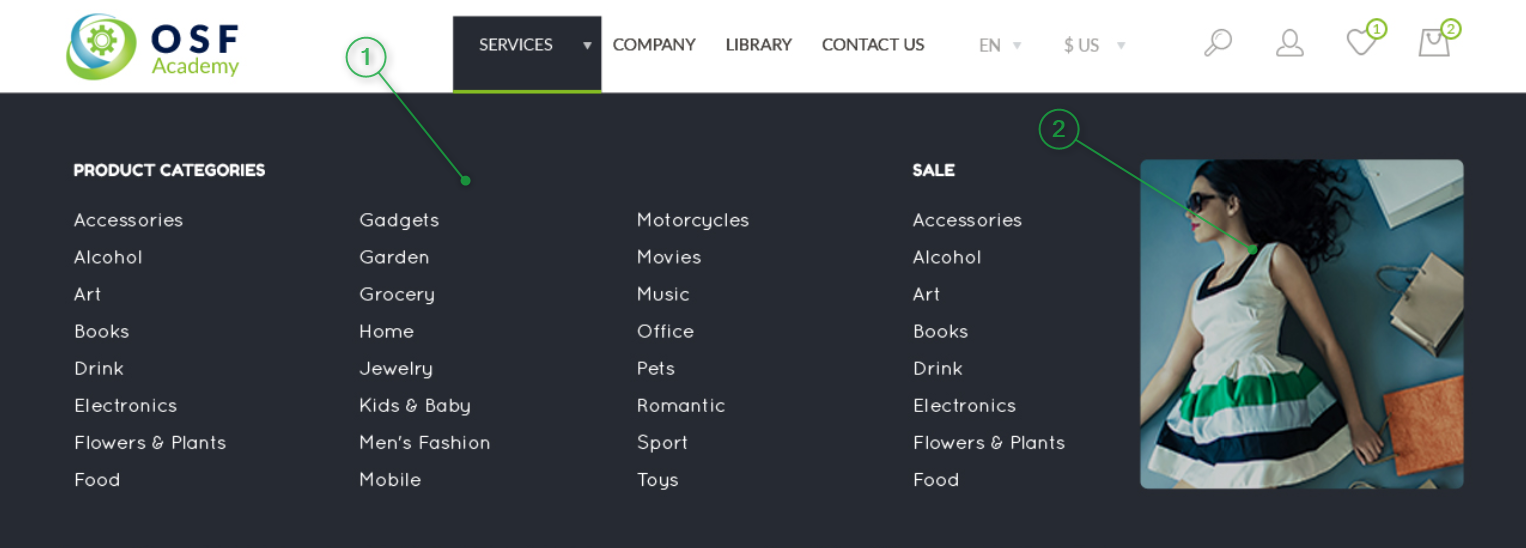 OSF
Academy
SERVICES ▼ COMPANY LIBRARY CONTACT US EN ▼ $ US ▼ 1 2
1
2
PRODUCT CATEGORIES
Accessories
Alcohol
Art
Books
Drink
Electronics
Flowers & Plants
Food
Gadgets
Garden
Grocery
Home
Jewelry
Kids & Baby
Men's Fashion
Mobile
Motorcycles
Movies
Music
Office
Pets
Romantic
Sport
Toys
SALE
Accessories
Alcohol
Art
Books
Drink
Electronics
Flowers & Plants
Food